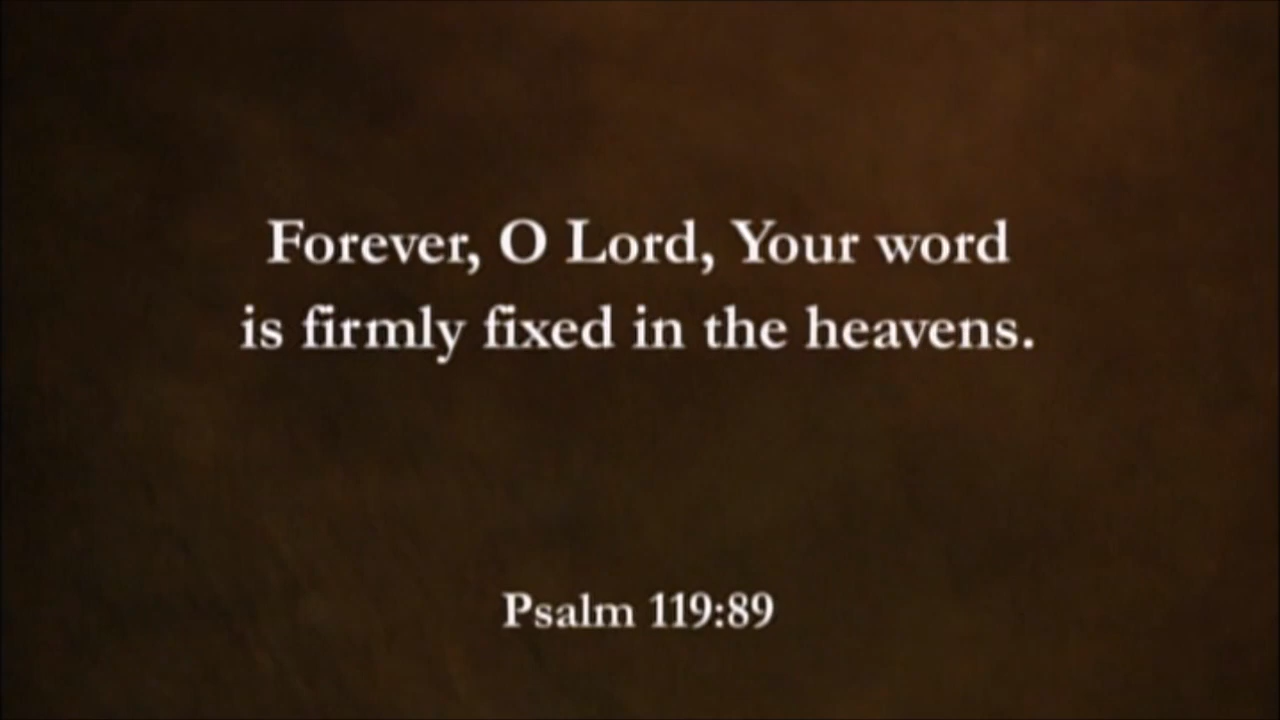 Forever, O Lord, Your word
is firmly fixed in the heavens.
Psalm 119:89